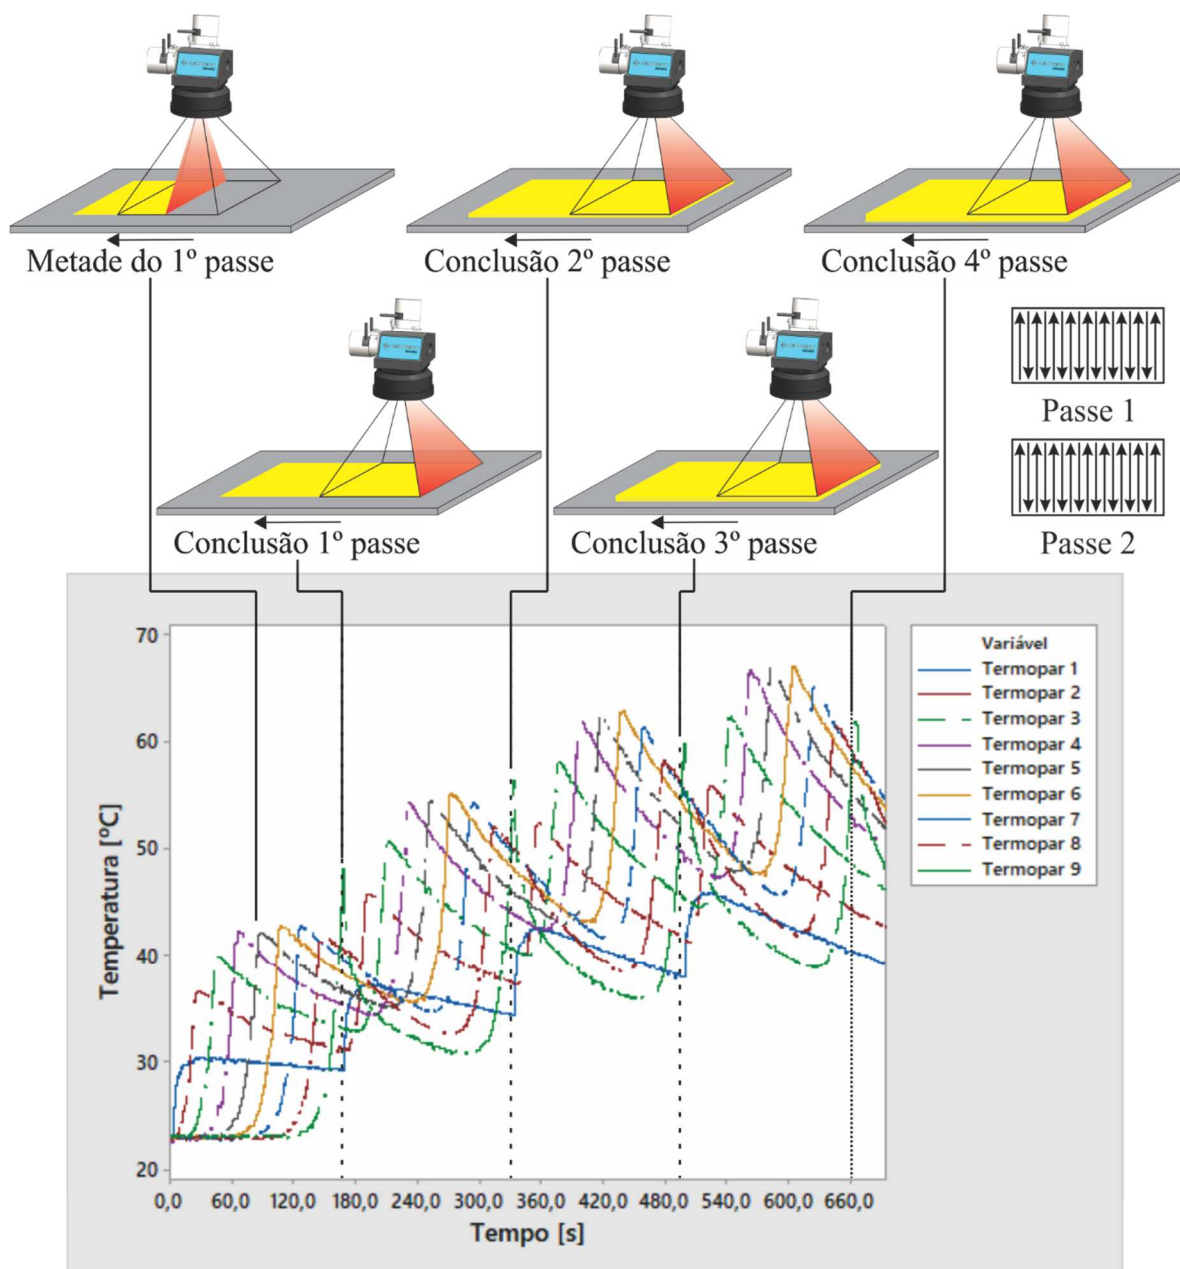 Metade do 1º passe
Conclusão 2º passe
Conclusão 4º passe
Conclusão 1º passe
Conclusão 3º passe
Passe 1
Passe 2
Variável
Termopar 1
Termopar 2
Termopar 3
Termopar 4
Termopar 5
Termopar 6
Termopar 7
Termopar 8
Termopar 9
Temperatura [ºC]
70
60
50
40
30
20
0,0 60,0 120,0 180,0 240,0 300,0 360,0 420,0 480,0 540,0 600,0 660,0
Tempo [s]